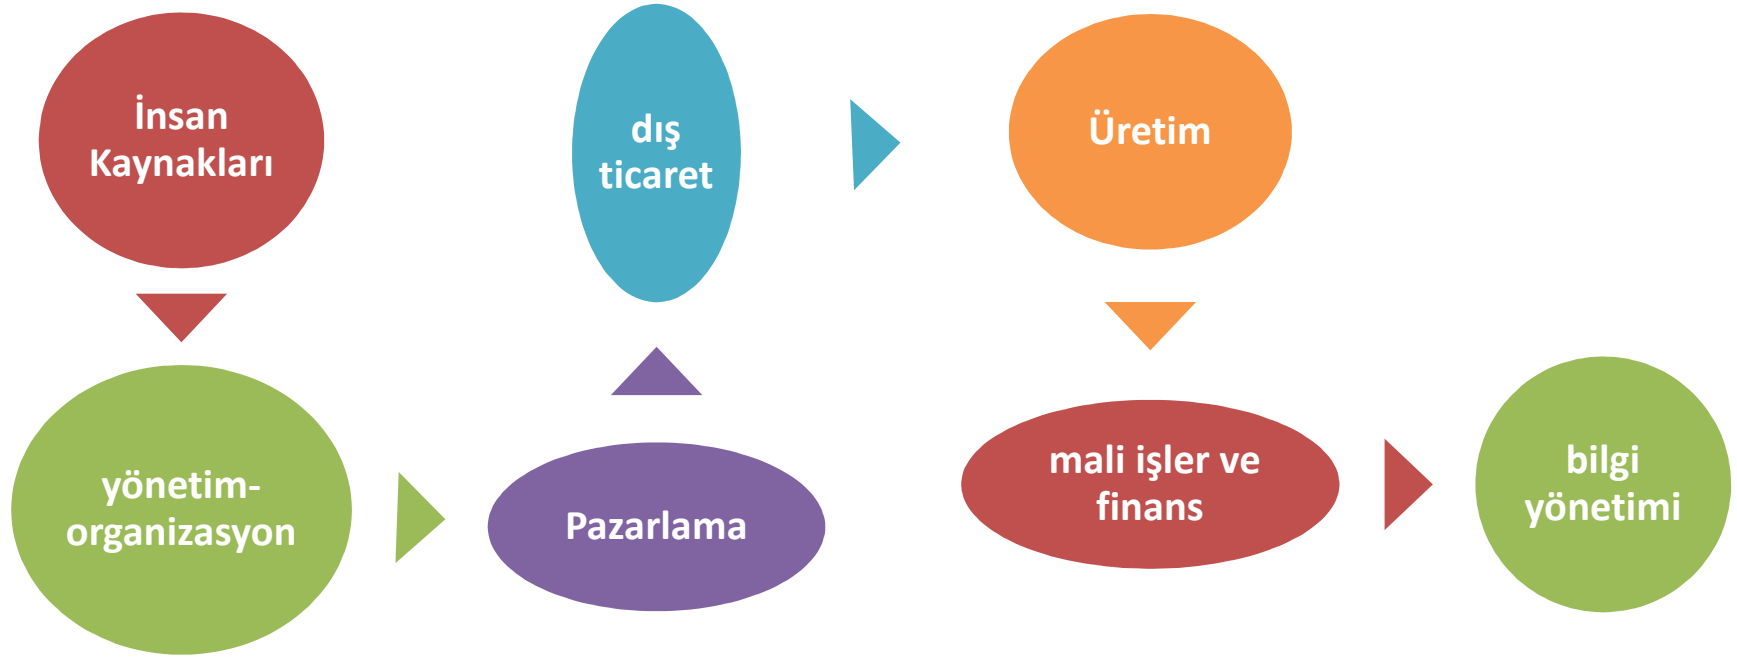 İnsan
Kaynakları
yönetim-
organizasyon
Pazarlama
dış
ticaret
Üretim
mali işler ve
finans
bilgi
yönetimi